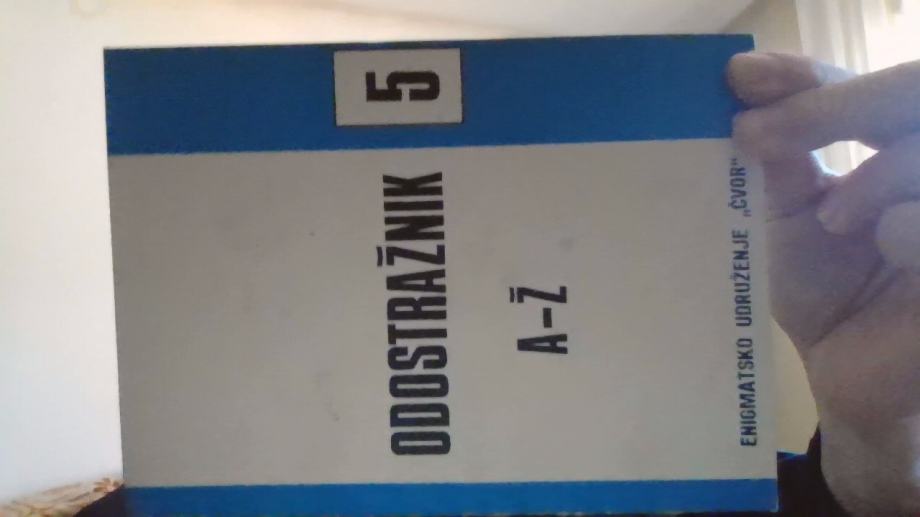 5
ODOSTRAŽNIK
A-Ž
ENIGMATSKO UDRUŽENJE „ČVOR“